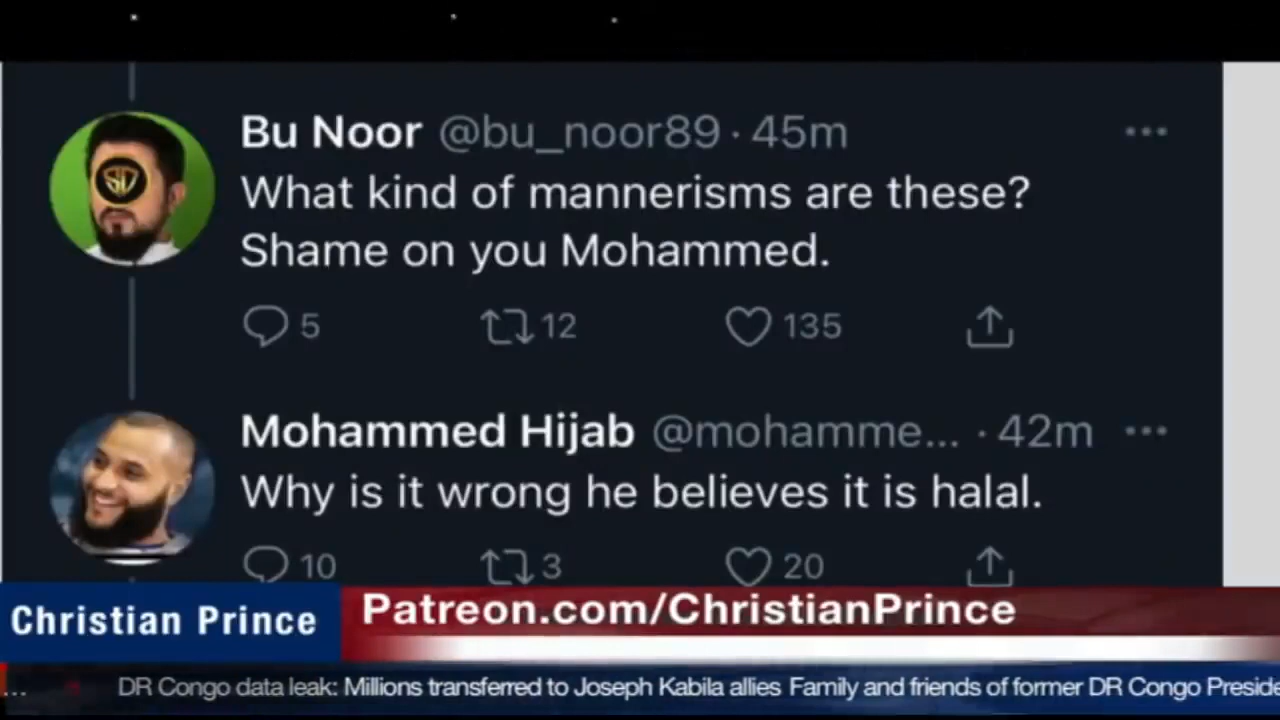 Bu Noor @bu_noor89 · 45m
What kind of mannerisms are these?
Shame on you Mohammed.
5 12 135
Mohammed Hijab @mohamme... · 42m
Why is it wrong he believes it is halal.
10 3 20
Christian Prince Patreon.com/ChristianPrince
... DR Congo data leak: Millions transferred to Joseph Kabila allies Family and friends of former DR Congo Preside